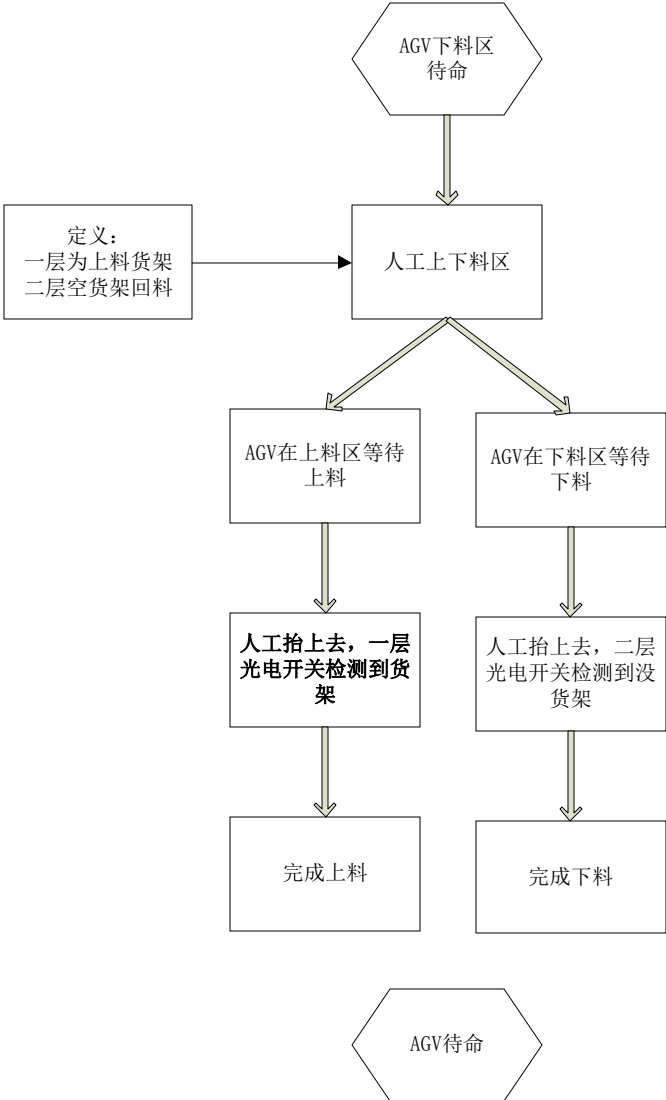 AGV下料区
待命
定义：
一层为上料货架
二层空货架回料
人工上下料区
AGV在上料区等待
上料
AGV在下料区等待
下料
人工抬上去，一层
光电开关检测到货
架
人工抬上去，二层
光电开关检测到没
货架
完成上料
完成下料
AGV待命